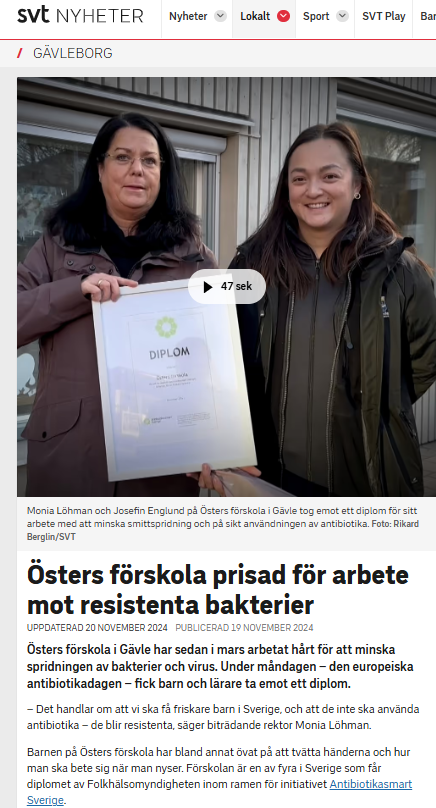 svt NYHETER
Nyheter
Lokalt
Sport
SVT Play
Bar
/ GÄVLEBORG
47 sek
DIPLOM
Monia Löhman och Josefin Englund på Östers förskola i Gävle tog emot ett diplom för sitt
arbete med att minska smittspridning och på sikt användningen av antibiotika. Foto: Rikard
Berglin/SVT
Östers förskola prisad för arbete
mot resistenta bakterier
UPPDATERAD 20 NOVEMBER 2024 PUBLICERAD 19 NOVEMBER 2024
Östers förskola i Gävle har sedan i mars arbetat hårt för att minska
spridningen av bakterier och virus. Under måndagen – den europeiska
antibiotikadagen – fick barn och lärare ta emot ett diplom.
– Det handlar om att vi ska få friskare barn i Sverige, och att de inte ska använda
antibiotika – de blir resistenta, säger biträdande rektor Monia Löhman.
Barnen på Östers förskola har bland annat övat på att tvätta händerna och hur
man ska bete sig när man nyser. Förskolan är en av fyra i Sverige som får
diplomet av Folkhälsomyndigheten inom ramen för initiativet Antibiotikasmart
Sverige.